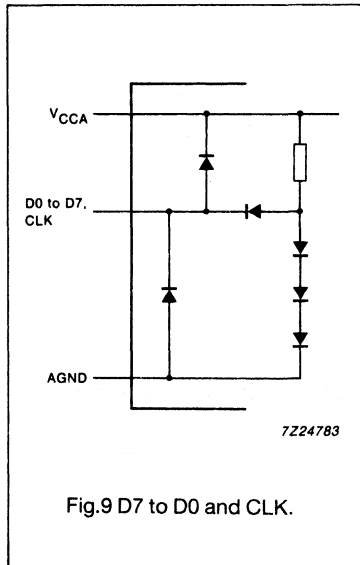 VCCA
D0 to D7,
CLK
AGND
7Z24783
Fig.9 D7 to D0 and CLK.